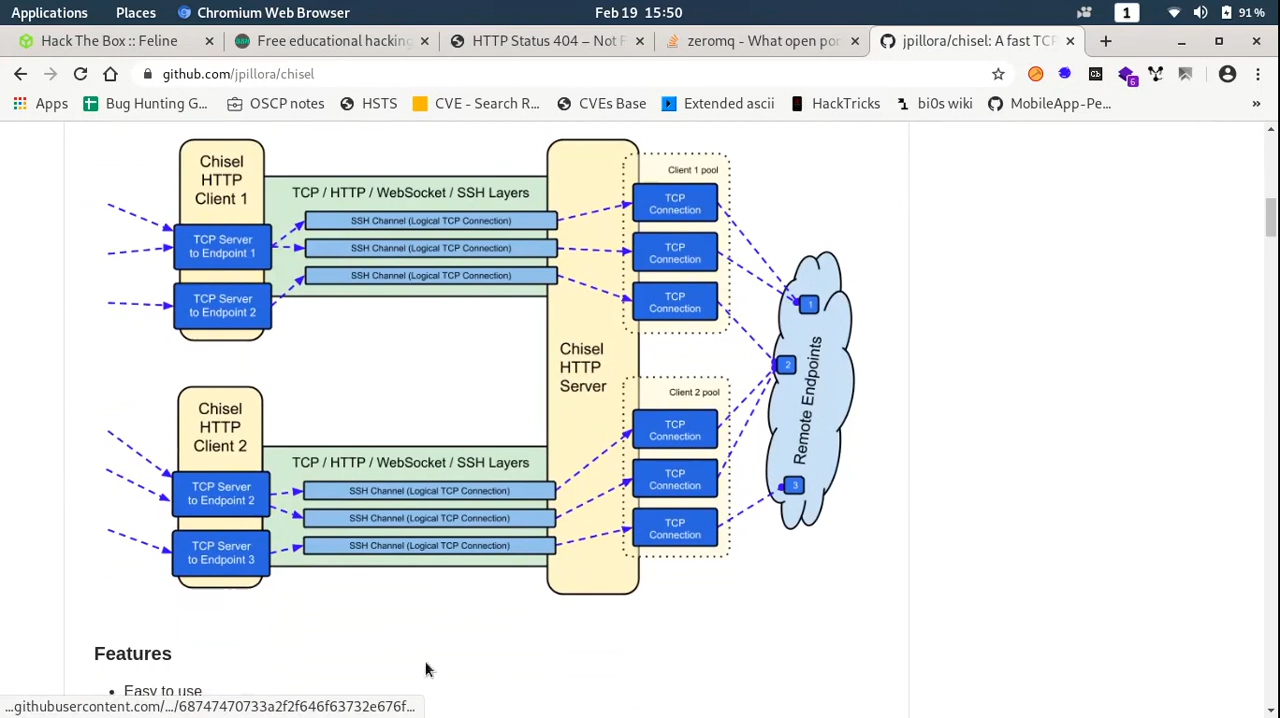 Applications Places Chromium Web Browser Feb 19 15:50 1 91 %
Hack The Box :: Feline Free educational hacking HTTP Status 404 – Not F zeromq - What open por jpillora/chisel: A fast TCP
github.com/jpillora/chisel
6
Apps Bug Hunting G... OSCP notes HSTS CVE - Search R... CVEs Base Extended ascii HackTricks bi0s wiki MobileApp-Pe... »
Chisel
HTTP
Client 1
TCP / HTTP / WebSocket / SSH Layers
SSH Channel (Logical TCP Connection)
SSH Channel (Logical TCP Connection)
SSH Channel (Logical TCP Connection)
TCP Server
to Endpoint 1
TCP Server
to Endpoint 2
Client 1 pool
TCP
Connection
TCP
Connection
TCP
Connection
Chisel
HTTP
Server
1
2
3
Remote Endpoints
Chisel
HTTP
Client 2
TCP / HTTP / WebSocket / SSH Layers
SSH Channel (Logical TCP Connection)
SSH Channel (Logical TCP Connection)
SSH Channel (Logical TCP Connection)
TCP Server
to Endpoint 2
TCP Server
to Endpoint 3
Client 2 pool
TCP
Connection
TCP
Connection
TCP
Connection
Features
• Easy to use
...githubusercontent.com/.../68747470733a2f2f646f63732e676f...